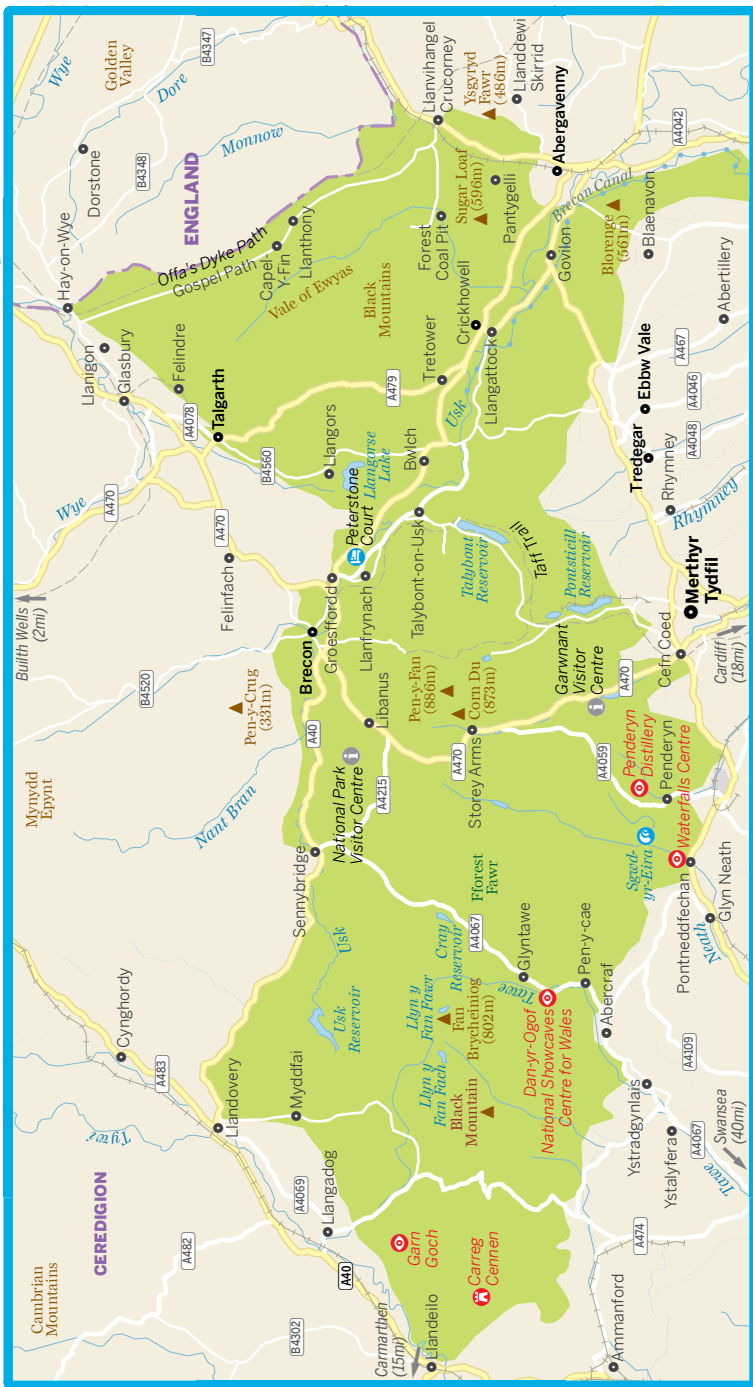 Cambrian
Mountains
CEREDIGION
Tywi
Cynghordy
A483
A482
B4302
Carmarthen
(15mi)
Llandeilo
A40
A4069
Llangadog
Llandovery
Myddfai
Garn
Goch
Carreg
Cennen
Ammanford
A474
Mynydd
Epynt
Nant Bran
B4520
Builth Wells
(2mi)
Pen-y-Crug
(331m)
Sennybridge
A40
Usk
Usk
Reservoir
National Park
Visitor Centre
A4215
Libanus
Brecon
Llyn y
Fan Fach
Llyn y
Fan Fawr
Black
Mountain
Fan
Brycheiniog
(802m)
Cray
Reservoir
A4067
Fforest
Fawr
Glyntawe
Tawe
Dan-yr-Ogof
National Showcaves
Centre for Wales
Pen-y-cae
Abercraf
Ystradgynlais
Ystalyfera
A4109
A4067
Tawe
Swansea
(40mi)
Pen-y-Fan
(886m)
Corn Du
(873m)
Storey Arms
A470
A4059
Garwnant
Visitor
Centre
A470
Penderyn
Distillery
Penderyn
Sgwd-
yr-Eira
Waterfalls Centre
Pontneddfechan
Glyn Neath
Neath
Cefn Coed
Cardiff
(18mi)
Merthyr
Tydfil
Wye
A470
A470
Felinfach
Groesffordd
Llanfrynach
Peterstone
Court
Llangorse
Lake
Llangors
B4560
Talgarth
A4078
Felindre
Glasbury
Llanigon
Hay-on-Wye
Talybont-on-Usk
Bwlch
Talybont
Reservoir
Taff Trail
Pontsticill
Reservoir
Usk
Tretower
A479
Crickhowell
Llangattock
Black
Mountains
Vale of Ewyas
Capel-
Y-Fin
Llanthony
Gospel Path
Offa's Dyke Path
ENGLAND
Dorstone
B4348
Wye
Golden
Valley
Dore
B4347
Monnow
Llanvihangel
Crucorney
Forest
Coal Pit
Sugar Loaf
(596m)
Ysgyryd
Fawr
(486m)
Llanddewi
Skirrid
Pantygelli
Abergavenny
A4042
Brecon Canal
Govilon
Blorenge
(561m)
Blaenavon
Abertillery
A467
Ebbw Vale
A4046
Tredegar
A4048
Rhymney
Rhymney